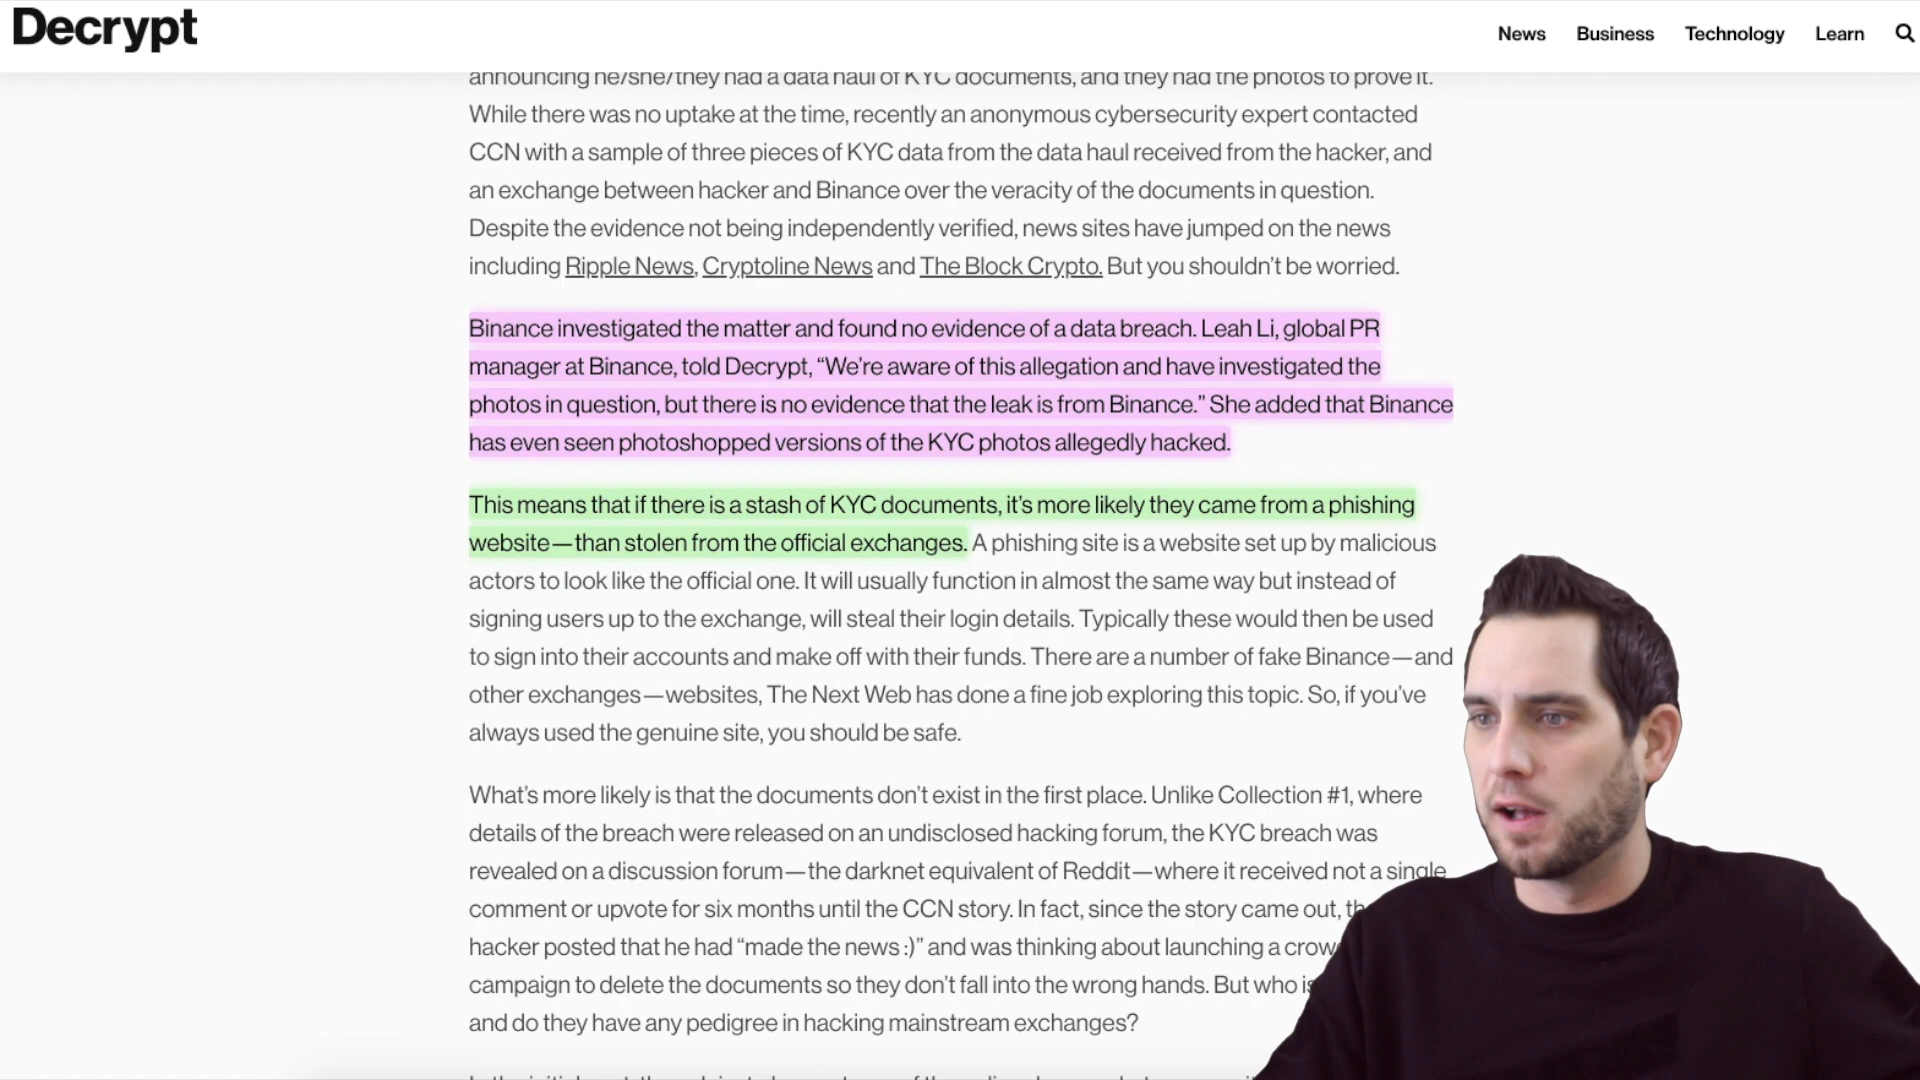 Decrypt
News Business Technology Learn
announcing he/she/they had a data haul of KYC documents, and they had the photos to prove it.
While there was no uptake at the time, recently an anonymous cybersecurity expert contacted
CCN with a sample of three pieces of KYC data from the data haul received from the hacker, and
an exchange between hacker and Binance over the veracity of the documents in question.
Despite the evidence not being independently verified, news sites have jumped on the news
including Ripple News, Cryptoline News and The Block Crypto. But you shouldn’t be worried.
Binance investigated the matter and found no evidence of a data breach. Leah Li, global PR
manager at Binance, told Decrypt, “We’re aware of this allegation and have investigated the
photos in question, but there is no evidence that the leak is from Binance.” She added that Binance
has even seen photoshopped versions of the KYC photos allegedly hacked.
This means that if there is a stash of KYC documents, it’s more likely they came from a phishing
website—than stolen from the official exchanges. A phishing site is a website set up by malicious
actors to look like the official one. It will usually function in almost the same way but instead of
signing users up to the exchange, will steal their login details. Typically these would then be used
to sign into their accounts and make off with their funds. There are a number of fake Binance—and
other exchanges—websites, The Next Web has done a fine job exploring this topic. So, if you’ve
always used the genuine site, you should be safe.
What’s more likely is that the documents don’t exist in the first place. Unlike Collection #1, where
details of the breach were released on an undisclosed hacking forum, the KYC breach was
revealed on a discussion forum—the darknet equivalent of Reddit—where it received not a single
comment or upvote for six months until the CCN story. In fact, since the story came out,
hacker posted that he had “made the news :)” and was thinking about launching a
campaign to delete the documents so they don’t fall into the wrong hands. But who
and do they have any pedigree in hacking mainstream exchanges?